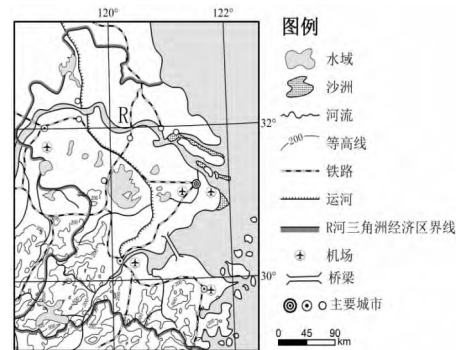 120° 122°
R
32°
30°
图例
水域
沙洲
河流
200 等高线
铁路
运河
R河三角洲经济区界线
机场
桥梁
主要城市
0 45 90
km